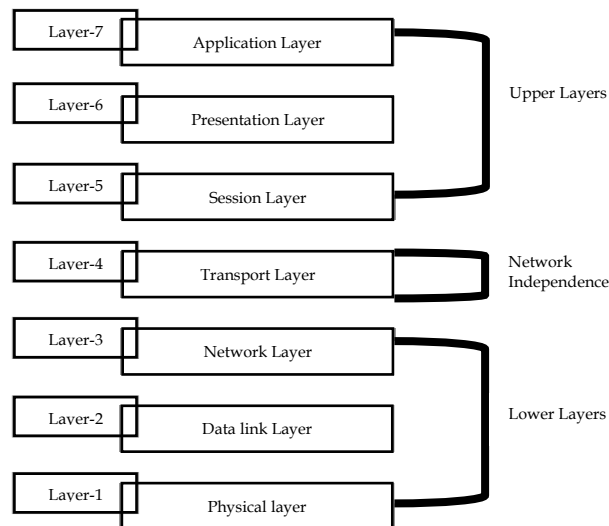 Layer-7
Application Layer
Layer-6
Presentation Layer
Upper Layers
Layer-5
Session Layer
Layer-4
Transport Layer
Network
Independence
Layer-3
Network Layer
Layer-2
Data link Layer
Lower Layers
Layer-1
Physical layer